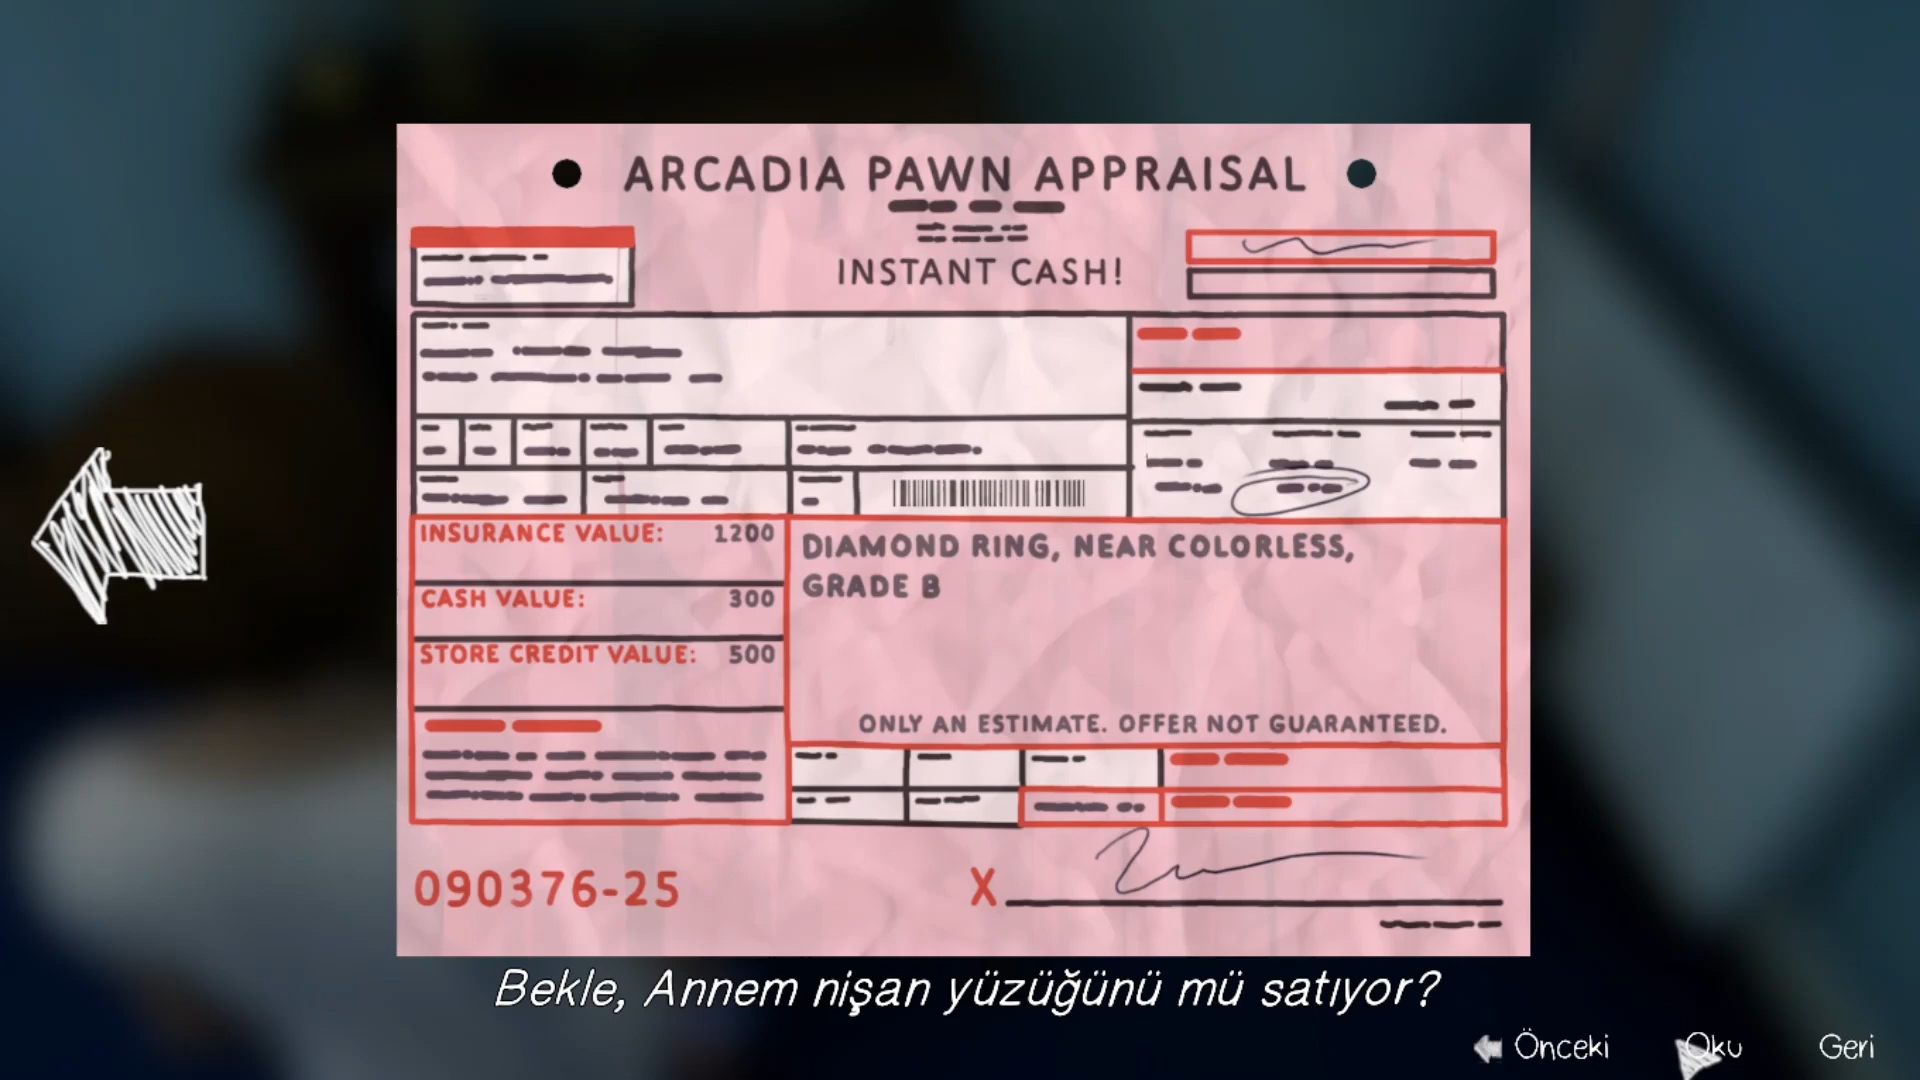 ARCADIA PAWN APPRAISAL
INSTANT CASH!
INSURANCE VALUE: 1200
CASH VALUE: 300
STORE CREDIT VALUE: 500
DIAMOND RING, NEAR COLORLESS,
GRADE B
ONLY AN ESTIMATE. OFFER NOT GUARANTEED.
090376-25
X
Bekle, Annem nişan yüzüğünü mü satıyor?
Önceki
Oku
Geri